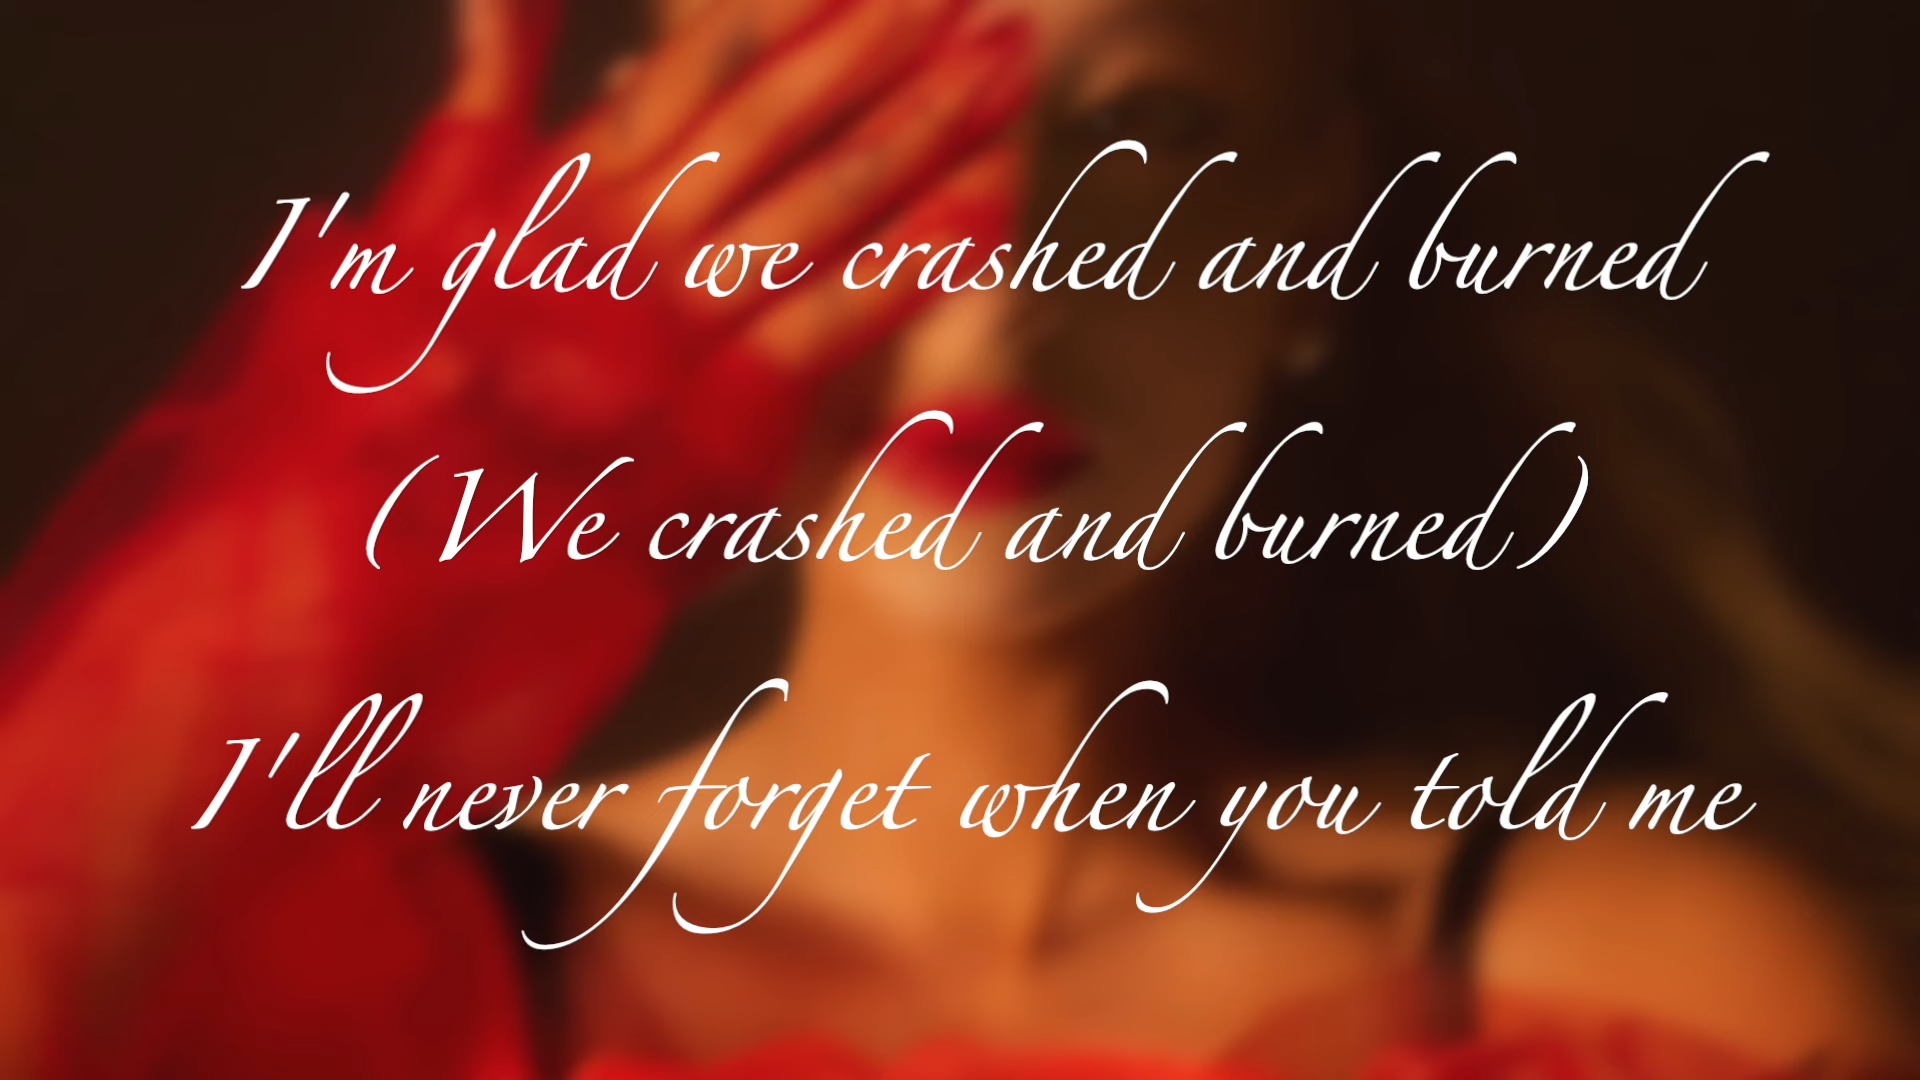 I'm glad we crashed and burned
(We crashed and burned)
I'll never forget when you told me